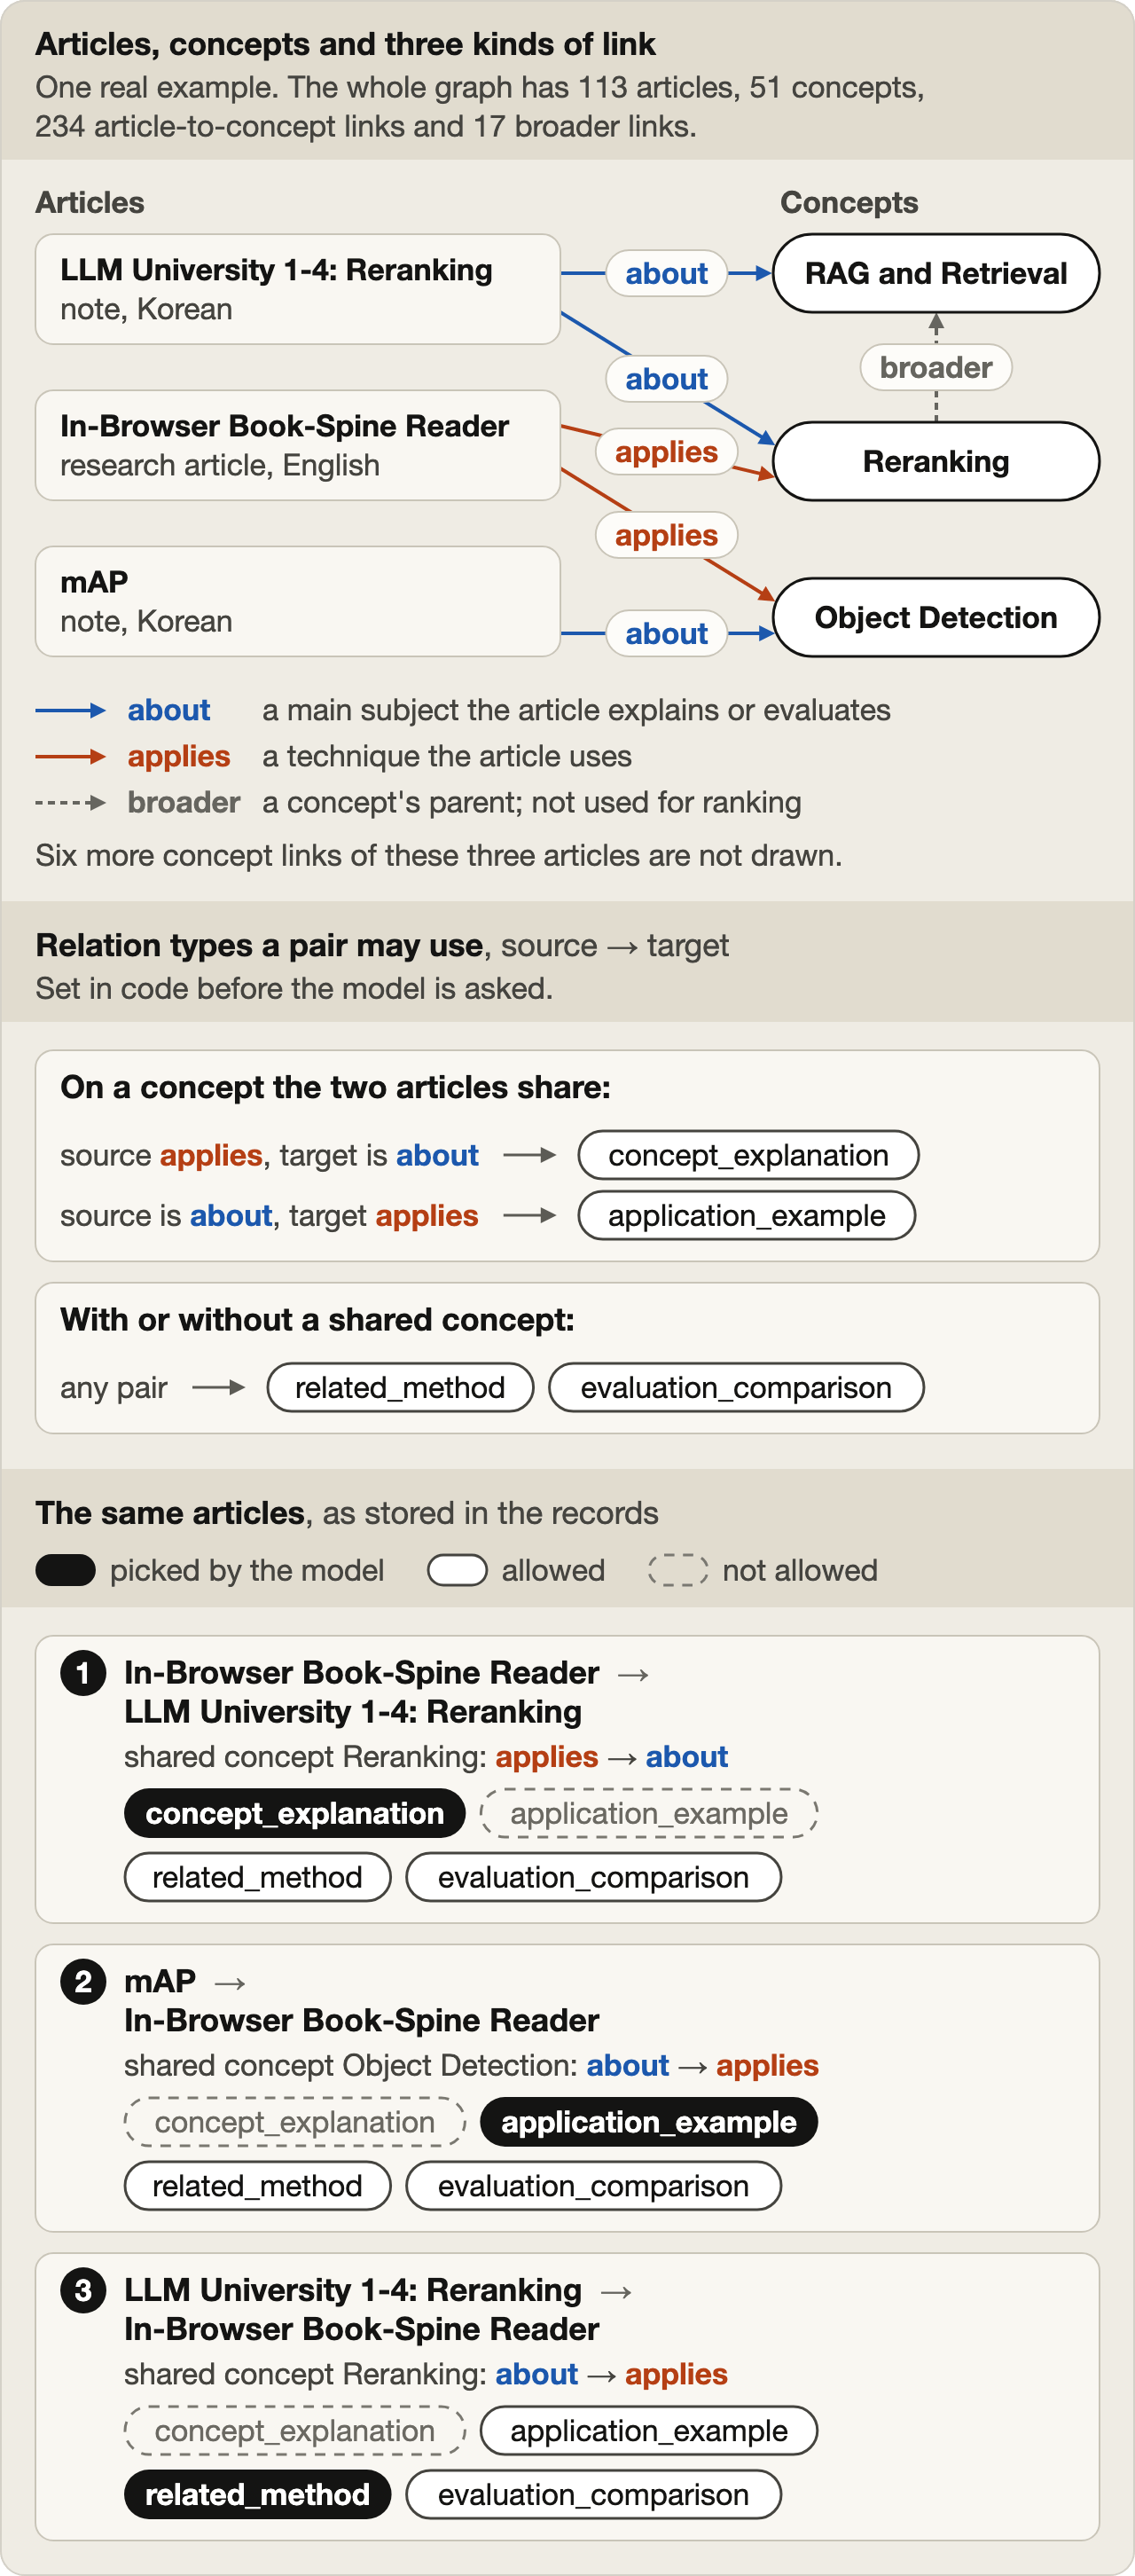 Articles, concepts and three kinds of link
One real example. The whole graph has 113 articles, 51 concepts,
234 article-to-concept links and 17 broader links.
Articles
Concepts
LLM University 1-4: Reranking
note, Korean
about
RAG and Retrieval
about
broader
In-Browser Book-Spine Reader
research article, English
applies
Reranking
applies
mAP
note, Korean
about
Object Detection
about a main subject the article explains or evaluates
applies a technique the article uses
broader a concept's parent; not used for ranking
Six more concept links of these three articles are not drawn.
Relation types a pair may use, source → target
Set in code before the model is asked.
On a concept the two articles share:
source applies, target is about → concept_explanation
source is about, target applies → application_example
With or without a shared concept:
any pair → related_method evaluation_comparison
The same articles, as stored in the records
picked by the model allowed not allowed
1 In-Browser Book-Spine Reader →
LLM University 1-4: Reranking
shared concept Reranking: applies → about
concept_explanation application_example
related_method evaluation_comparison
2 mAP →
In-Browser Book-Spine Reader
shared concept Object Detection: about → applies
concept_explanation application_example
related_method evaluation_comparison
3 LLM University 1-4: Reranking →
In-Browser Book-Spine Reader
shared concept Reranking: about → applies
concept_explanation application_example
related_method evaluation_comparison